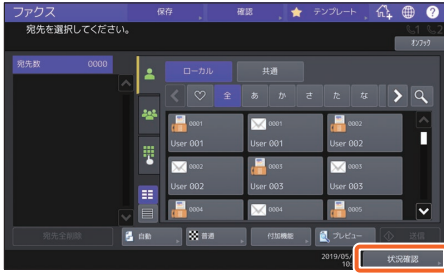 ファクス 保存 確認 テンプレート
宛先を選択してください。
オンフック
宛先数 0000
ローカル 共通
全 あ か さ た な
0001 0001 0002
User 001 User 001 User 002
0002 0003 0003
User 002 User 003 User 003
0004 0004 0005
宛先全削除 自動 普通 付加機能 プレビュー 送信
2019/05/
10:
状況確認